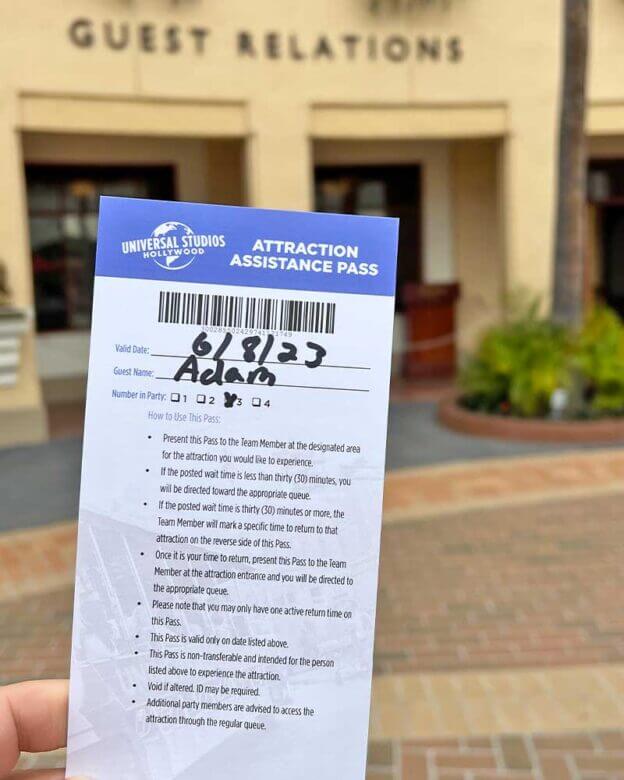 GUEST RELATIONS
UNIVERSAL STUDIOS
HOLLYWOOD
ATTRACTION
ASSISTANCE PASS
Valid Date: 6/8/23
Guest Name: Adam
Number in Party: ☐ 1 ☐ 2 ☒ 3 ☐ 4
How to Use This Pass:
• Present this Pass to the Team Member at the designated area
for the attraction you would like to experience.
• If the posted wait time is less than thirty (30) minutes, you
will be directed toward the appropriate queue.
• If the posted wait time is thirty (30) minutes or more, the
Team Member will mark a specific time to return to that
attraction on the reverse side of this Pass.
• Once it is your time to return, present this Pass to the Team
Member at the attraction entrance and you will be directed to
the appropriate queue.
• Please note that you may only have one active return time on
this Pass.
• This Pass is valid only on date listed above.
• This Pass is non-transferable and intended for the person
listed above to experience the attraction.
• Void if altered. ID may be required.
• Additional party members are advised to access the
attraction through the regular queue.